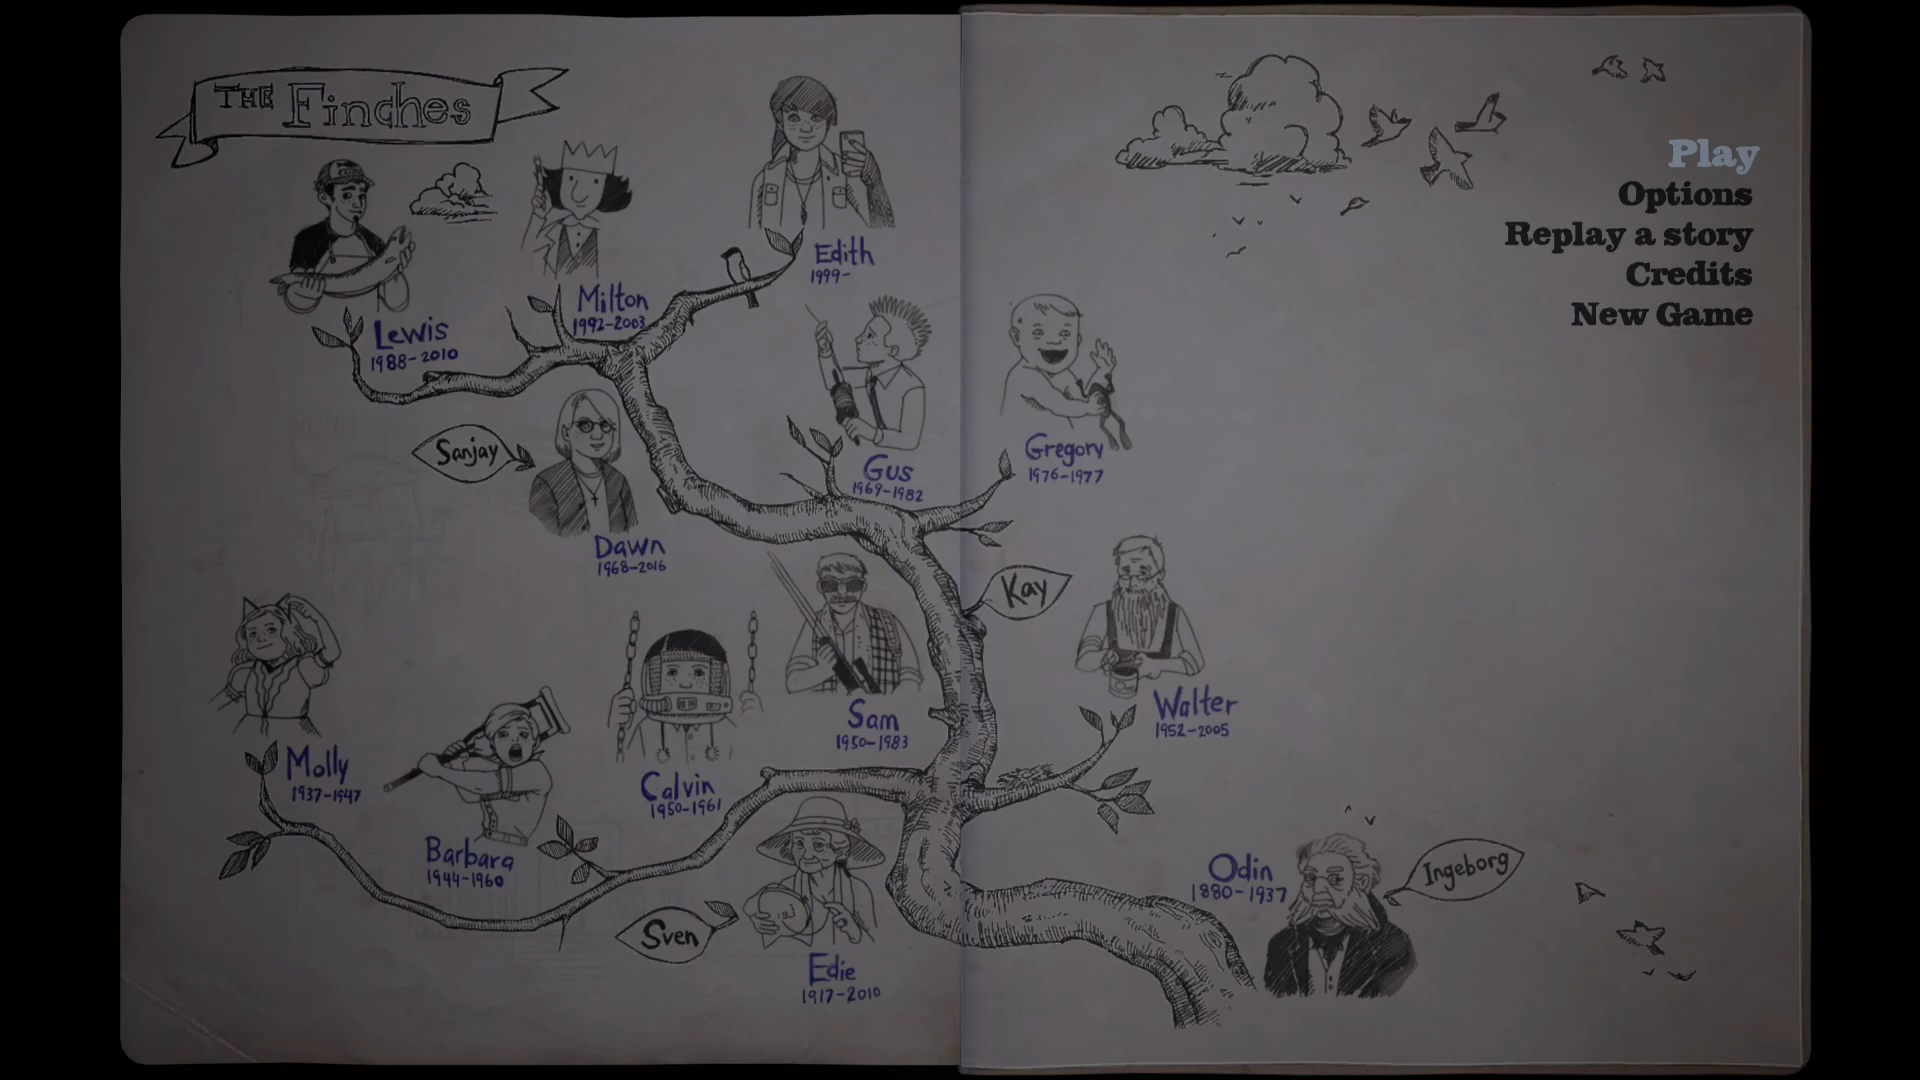 THE Finches
Edith
1999-
Milton
1992-2003
Lewis
1988-2010
Sanjay
Dawn
1968-2016
Gus
1969-1982
Gregory
1976-1977
Kay
Walter
1952-2005
Sam
1950-1983
Calvin
1950-1961
Molly
1937-1947
Barbara
1944-1960
Sven
Edie
1917-2010
Odin
1880-1937
Ingeborg
Play
Options
Replay a story
Credits
New Game